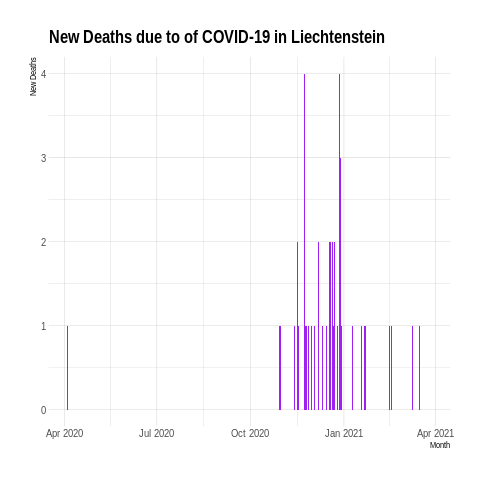 New Deaths due to of COVID-19 in Liechtenstein
New Deaths
4
3
2
1
0
Apr 2020 Jul 2020 Oct 2020 Jan 2021 Apr 2021
Month